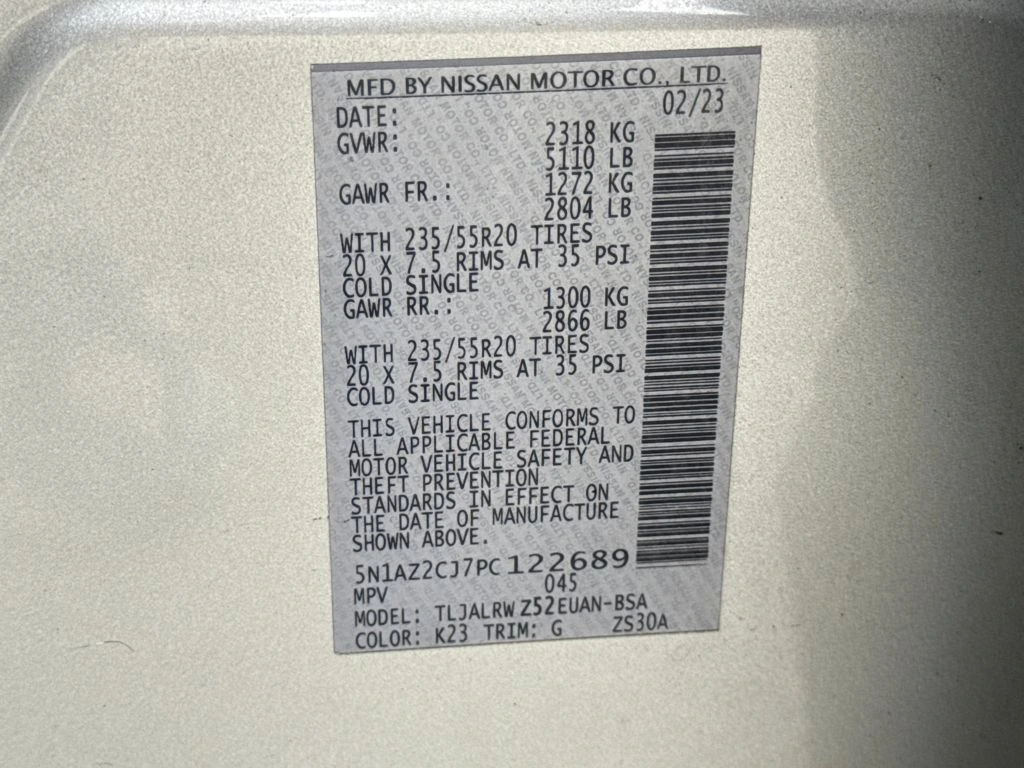 MFD BY NISSAN MOTOR CO., LTD.
DATE: 02/23
GVWR: 2318 KG
5110 LB
GAWR FR.: 1272 KG
2804 LB
WITH 235/55R20 TIRES
20 X 7.5 RIMS AT 35 PSI
COLD SINGLE
GAWR RR.: 1300 KG
2866 LB
WITH 235/55R20 TIRES
20 X 7.5 RIMS AT 35 PSI
COLD SINGLE
THIS VEHICLE CONFORMS TO
ALL APPLICABLE FEDERAL
MOTOR VEHICLE SAFETY AND
THEFT PREVENTION
STANDARDS IN EFFECT ON
THE DATE OF MANUFACTURE
SHOWN ABOVE.
5N1AZ2CJ7PC122689
MPV 045
MODEL: TLJALRW Z52EUAN-BSA
COLOR: K23 TRIM: G ZS30A